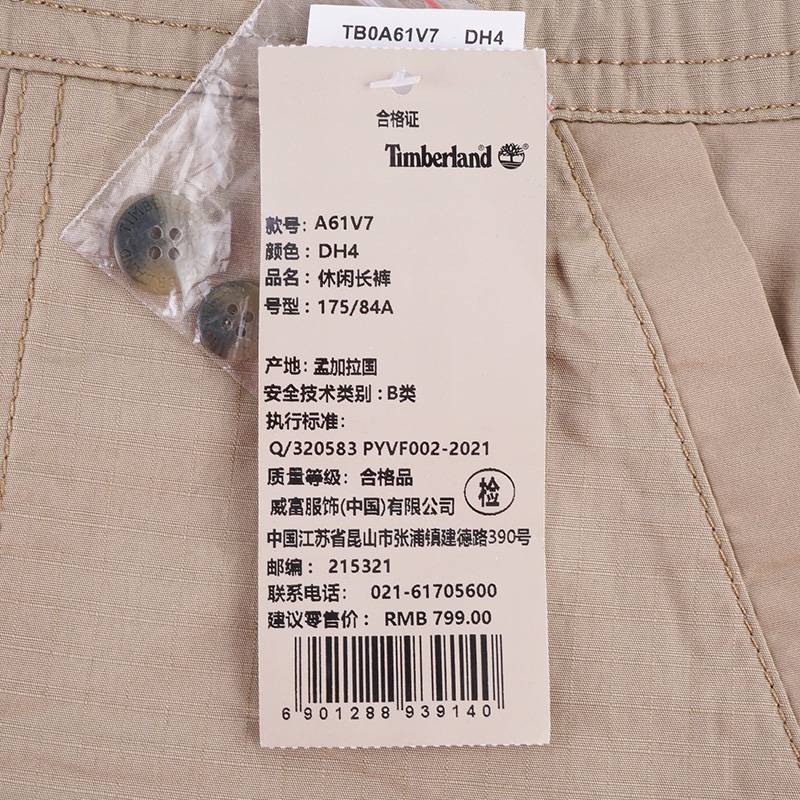 TB0A61V7 DH4
合格证
Timberland
款号: A61V7
颜色: DH4
品名: 休闲长裤
号型: 175/84A
产地: 孟加拉国
安全技术类别: B类
执行标准:
Q/320583 PYVF002-2021
质量等级: 合格品
检
威富服饰(中国)有限公司
中国江苏省昆山市张浦镇建德路390号
邮编: 215321
联系电话: 021-61705600
建议零售价: RMB 799.00
6 901288 939140